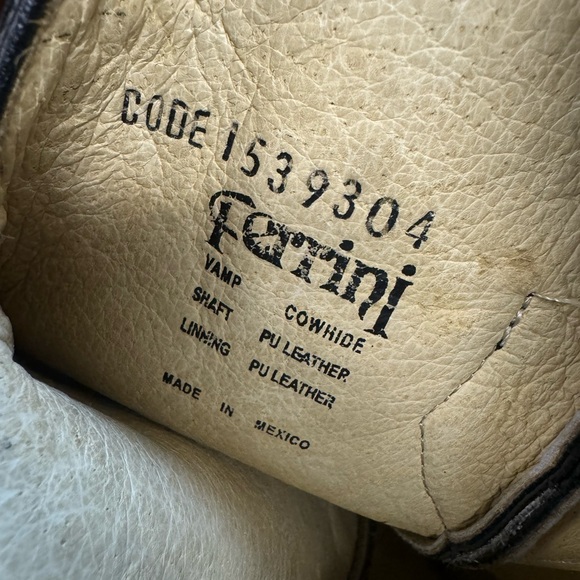 CODE 1539304
Ferrini
VAMP COWHIDE
SHAFT PU LEATHER
LINNING PU LEATHER
MADE IN MEXICO